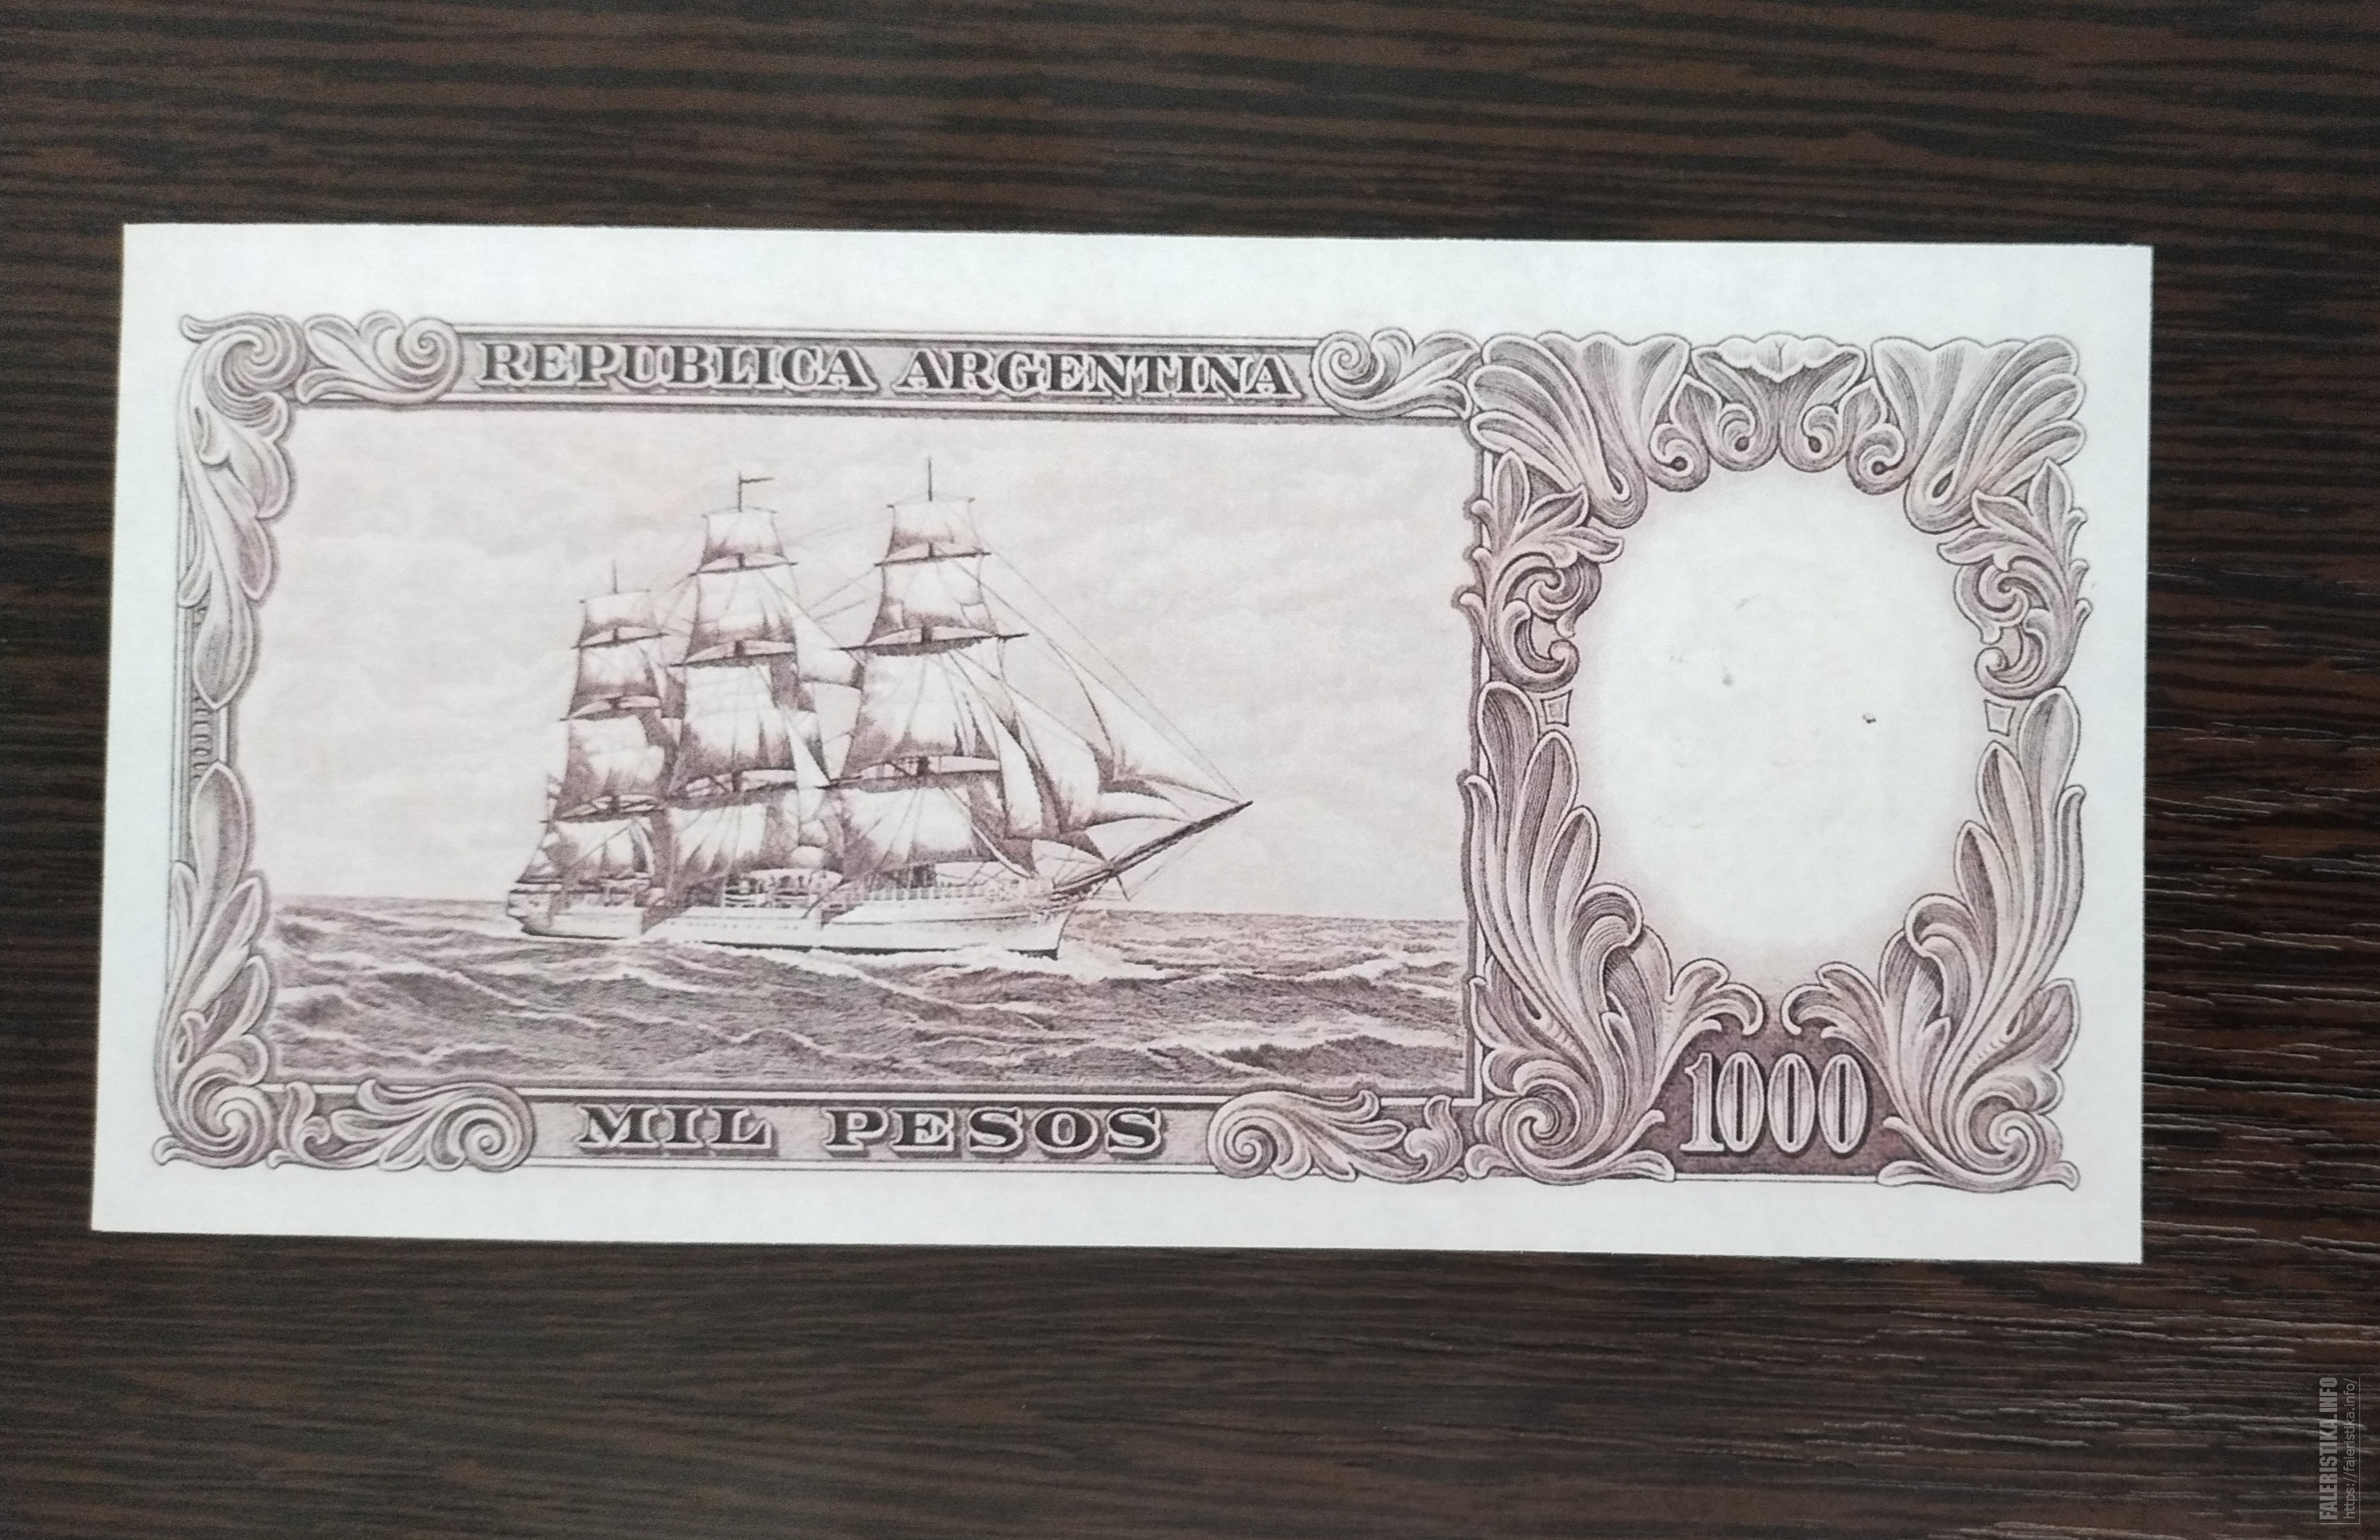 REPUBLICA ARGENTINA
MIL PESOS
1000
FALERISTIKA.INFO
https://faleristika.info/